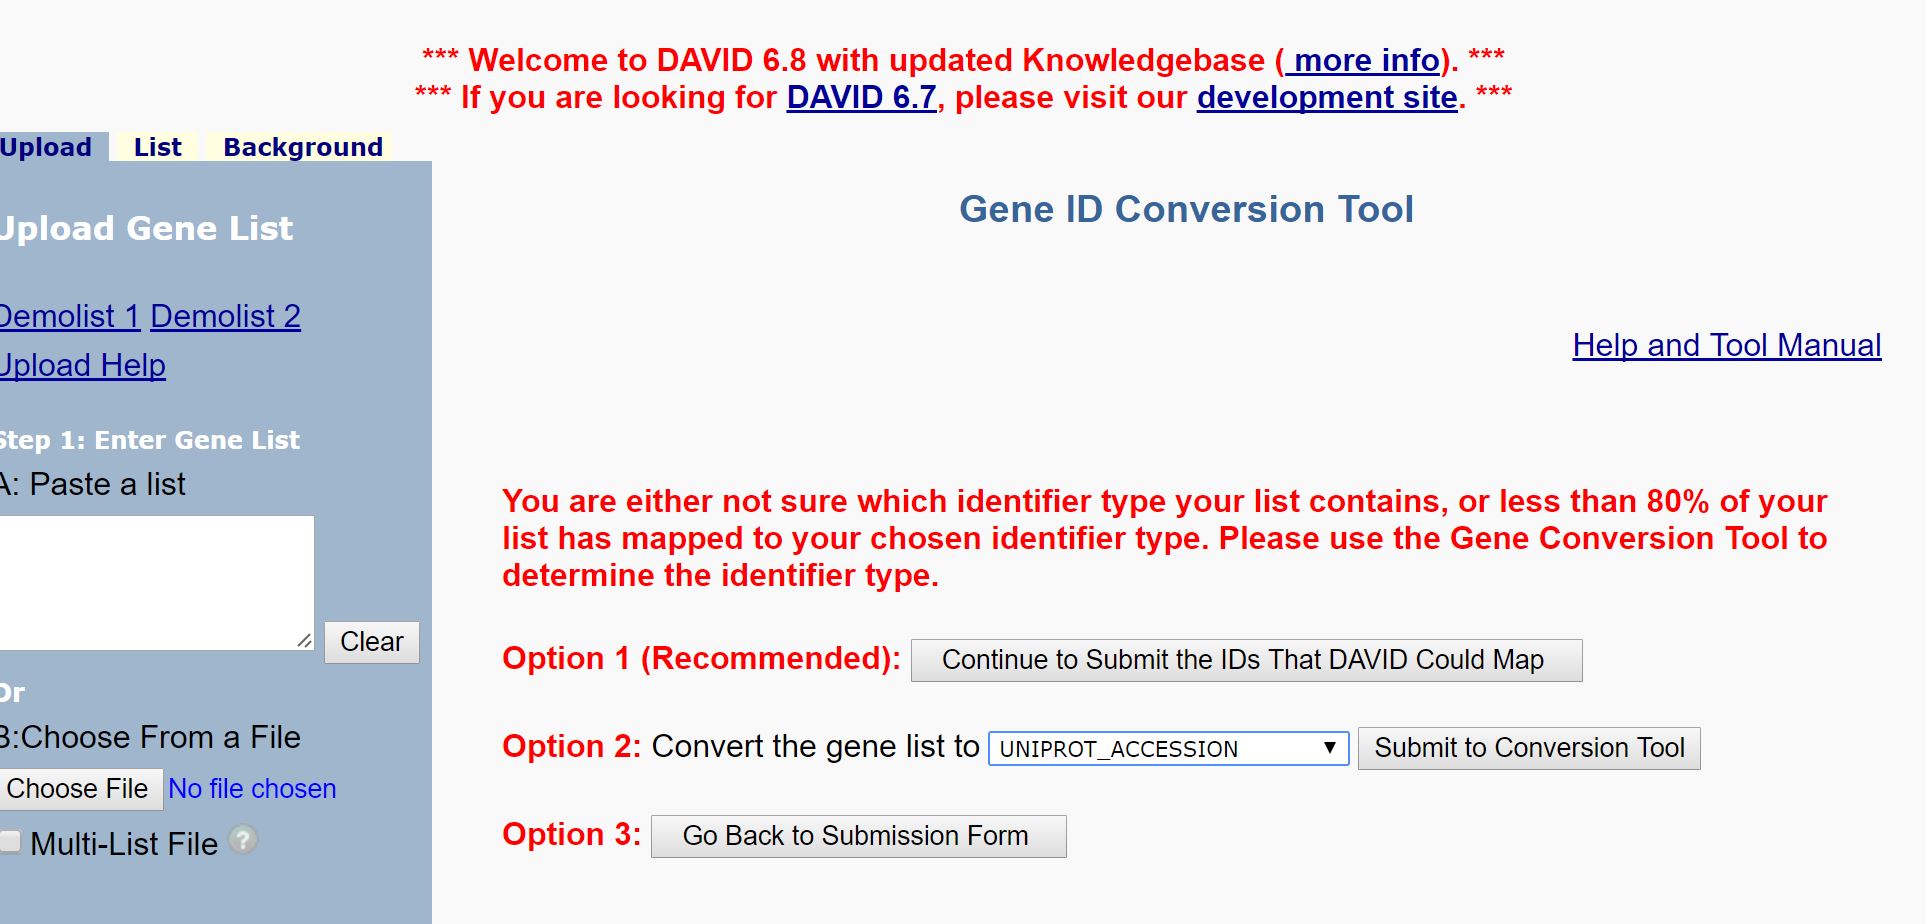 *** Welcome to DAVID 6.8 with updated Knowledgebase ( more info). ***
*** If you are looking for DAVID 6.7, please visit our development site. ***
Upload List Background
Gene ID Conversion Tool
Upload Gene List
Demolist 1 Demolist 2
Help and Tool Manual
Upload Help
Step 1: Enter Gene List
A: Paste a list
You are either not sure which identifier type your list contains, or less than 80% of your
list has mapped to your chosen identifier type. Please use the Gene Conversion Tool to
determine the identifier type.
Clear
Option 1 (Recommended): Continue to Submit the IDs That DAVID Could Map
Or
B:Choose From a File
Option 2: Convert the gene list to UNIPROT_ACCESSION Submit to Conversion Tool
Choose File No file chosen
Multi-List File ?
Option 3: Go Back to Submission Form